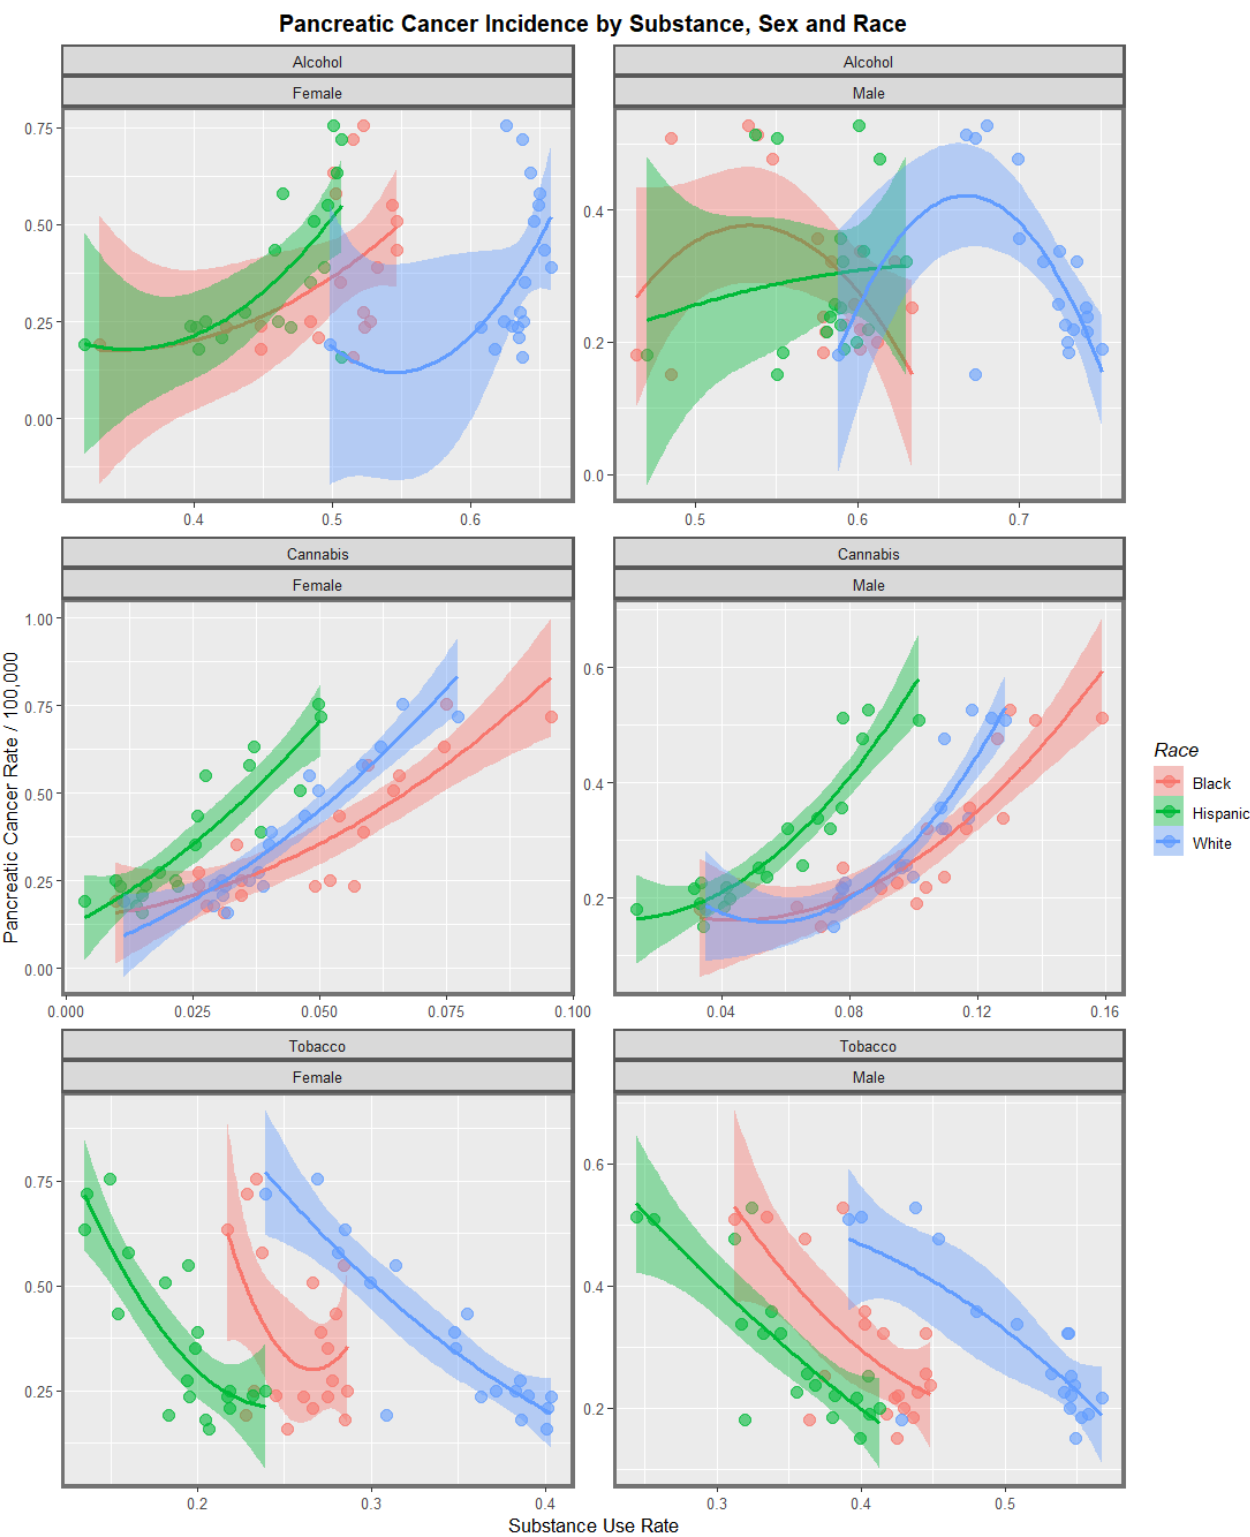 Pancreatic Cancer Incidence by Substance, Sex and Race
Alcohol
Female
0.75
0.50
0.25
0.00
0.4 0.5 0.6
Alcohol
Male
0.4
0.2
0.0
0.5 0.6 0.7
Cannabis
Female
1.00
0.75
0.50
0.25
0.00
0.000 0.025 0.050 0.075 0.100
Cannabis
Male
0.6
0.4
0.2
0.04 0.08 0.12 0.16
Tobacco
Female
0.75
0.50
0.25
0.2 0.3 0.4
Tobacco
Male
0.6
0.4
0.2
0.3 0.4 0.5
Pancreatic Cancer Rate / 100,000
Substance Use Rate
Race
Black
Hispanic
White